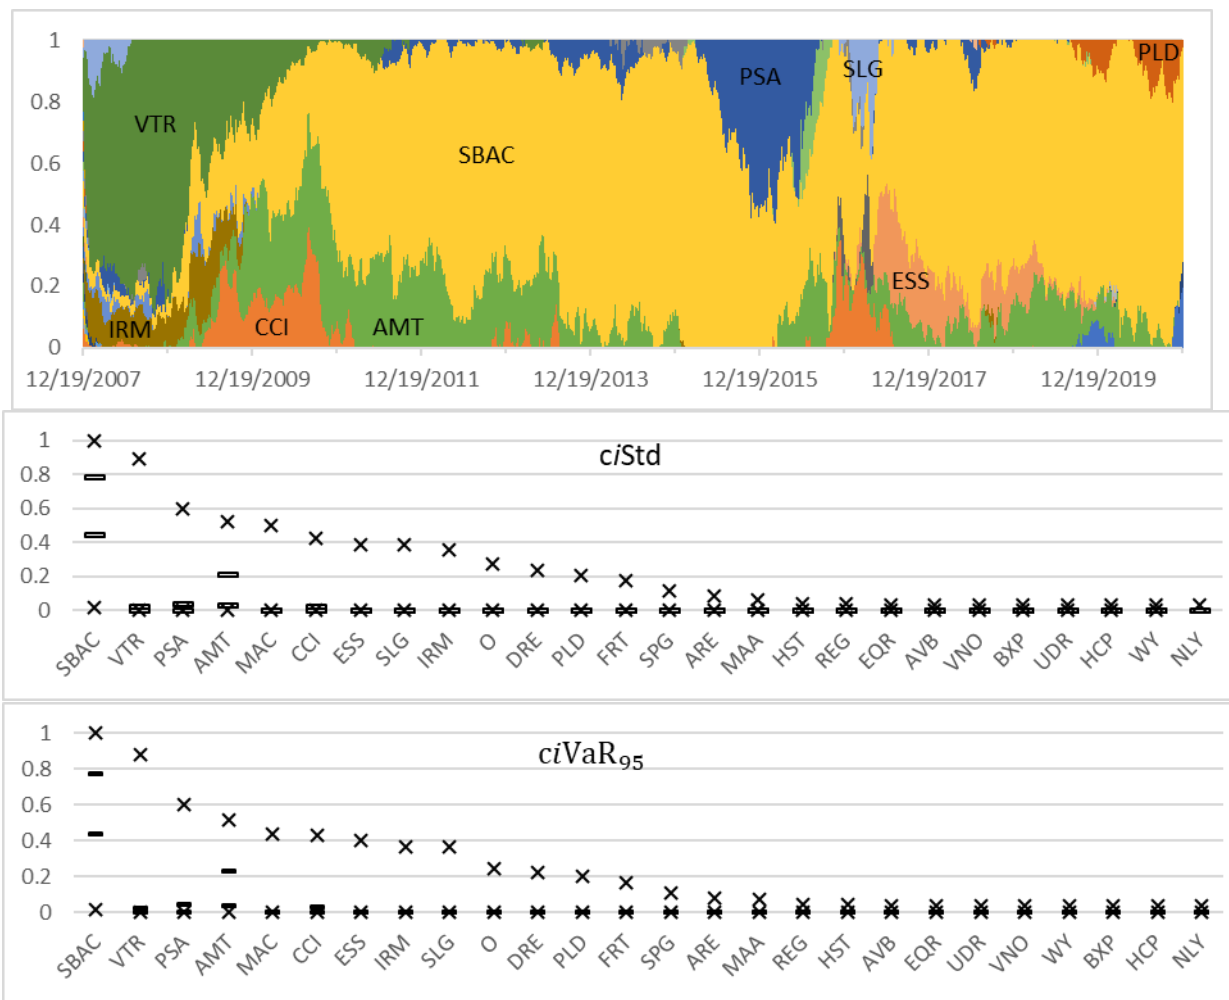 1
0.8
0.6
0.4
0.2
0
VTR
IRM
CCI
AMT
SBAC
PSA
SLG
ESS
PLD
12/19/2007 12/19/2009 12/19/2011 12/19/2013 12/19/2015 12/19/2017 12/19/2019
ciStd
1
0.8
0.6
0.4
0.2
0
SBAC VTR PSA AMT MAC CCI ESS SLG IRM O DRE PLD FRT SPG ARE MAA HST REG EQR AVB VNO BXP UDR HCP WY NLY
ciVaR₉₅
1
0.8
0.6
0.4
0.2
0
SBAC VTR PSA AMT MAC CCI ESS IRM SLG O DRE PLD FRT SPG ARE MAA REG HST AVB EQR UDR VNO WY BXP HCP NLY